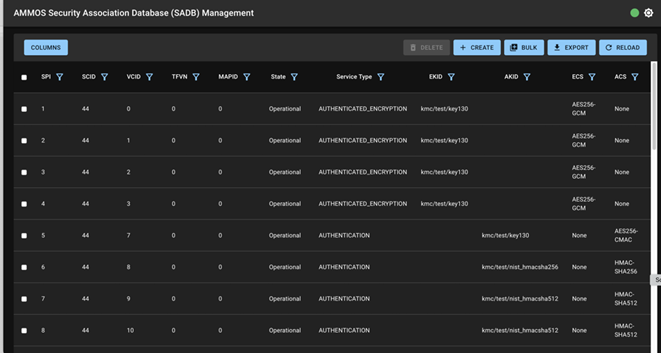 AMMOS Security Association Database (SADB) Management
COLUMNS DELETE CREATE BULK EXPORT RELOAD
SPI SCID VCID TFVN MAPID State Service Type EKID AKID ECS ACS
1 44 0 0 0 Operational AUTHENTICATED_ENCRYPTION kmc/test/key130 AES256-GCM None
2 44 1 0 0 Operational AUTHENTICATED_ENCRYPTION kmc/test/key130 AES256-GCM None
3 44 2 0 0 Operational AUTHENTICATED_ENCRYPTION kmc/test/key130 AES256-GCM None
4 44 3 0 0 Operational AUTHENTICATED_ENCRYPTION kmc/test/key130 AES256-GCM None
5 44 7 0 0 Operational AUTHENTICATION kmc/test/key130 None AES256-CMAC
6 44 8 0 0 Operational AUTHENTICATION kmc/test/nist_hmacsha256 None HMAC-SHA256
7 44 9 0 0 Operational AUTHENTICATION kmc/test/nist_hmacsha512 None HMAC-SHA512
8 44 10 0 0 Operational AUTHENTICATION kmc/test/nist_hmacsha512 None HMAC-SHA512